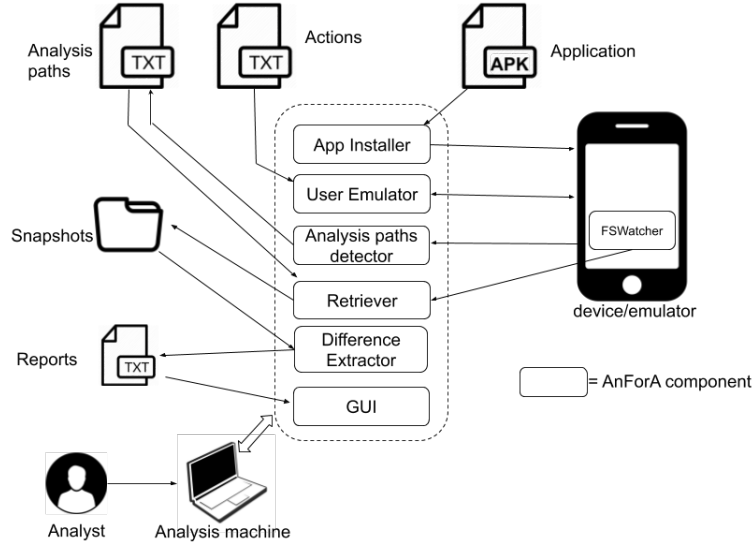 Analysis
paths
TXT
TXT
Actions
APK
Application
App Installer
User Emulator
Analysis paths
detector
FSWatcher
Snapshots
Retriever
device/emulator
Difference
Extractor
Reports
TXT
GUI
= AnForA component
Analyst
Analysis machine